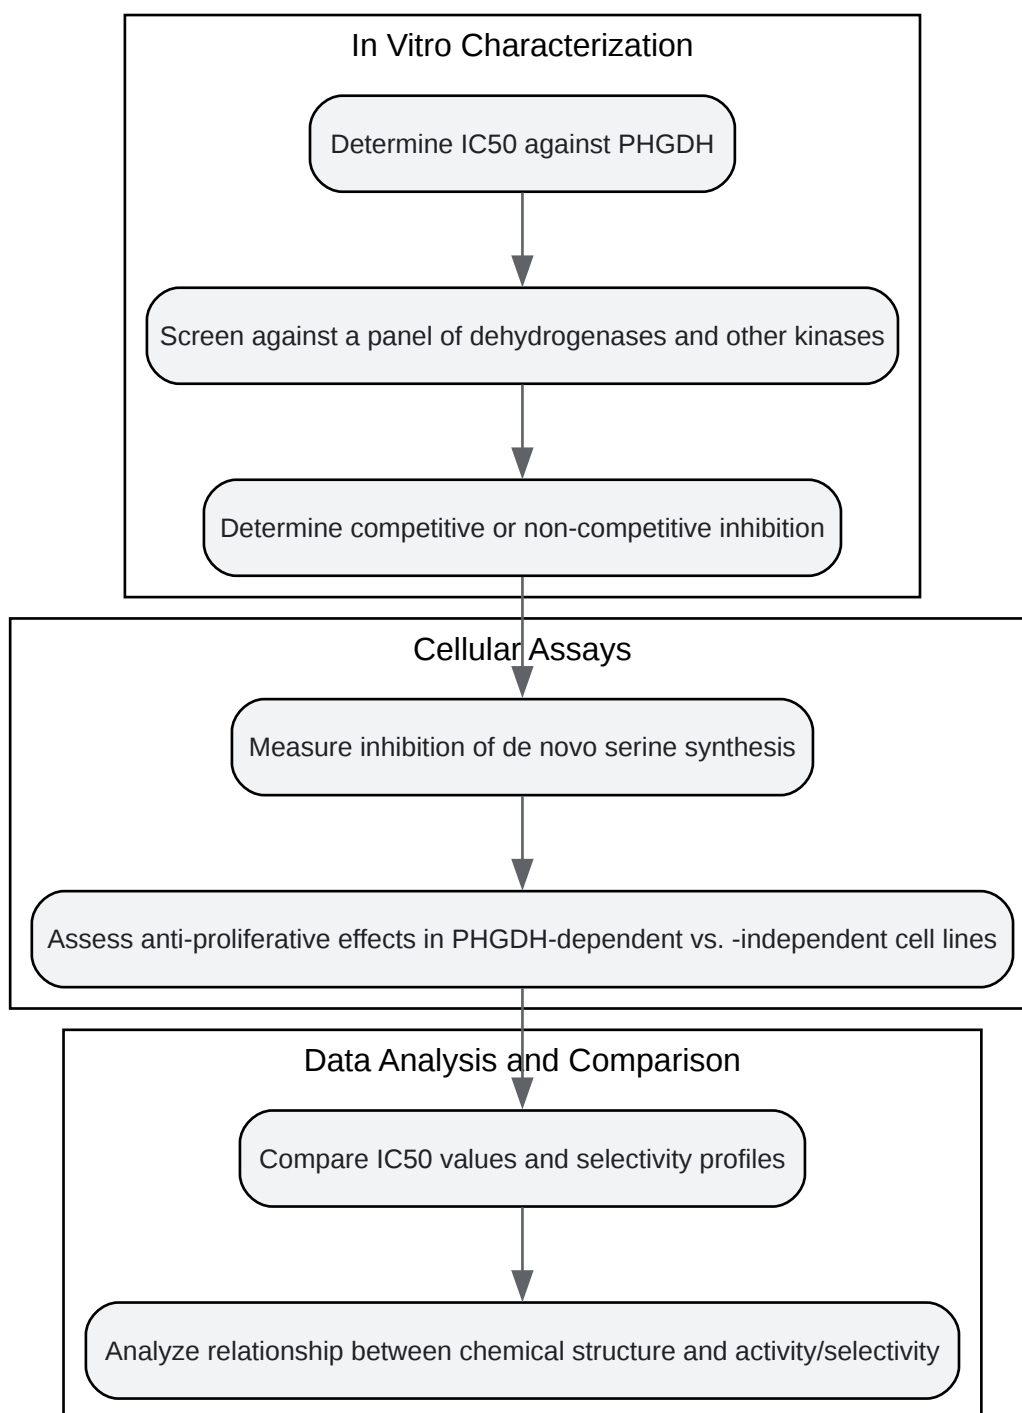 In Vitro Characterization
Determine IC50 against PHGDH
Screen against a panel of dehydrogenases and other kinases
Determine competitive or non-competitive inhibition
Cellular Assays
Measure inhibition of de novo serine synthesis
Assess anti-proliferative effects in PHGDH-dependent vs. -independent cell lines
Data Analysis and Comparison
Compare IC50 values and selectivity profiles
Analyze relationship between chemical structure and activity/selectivity